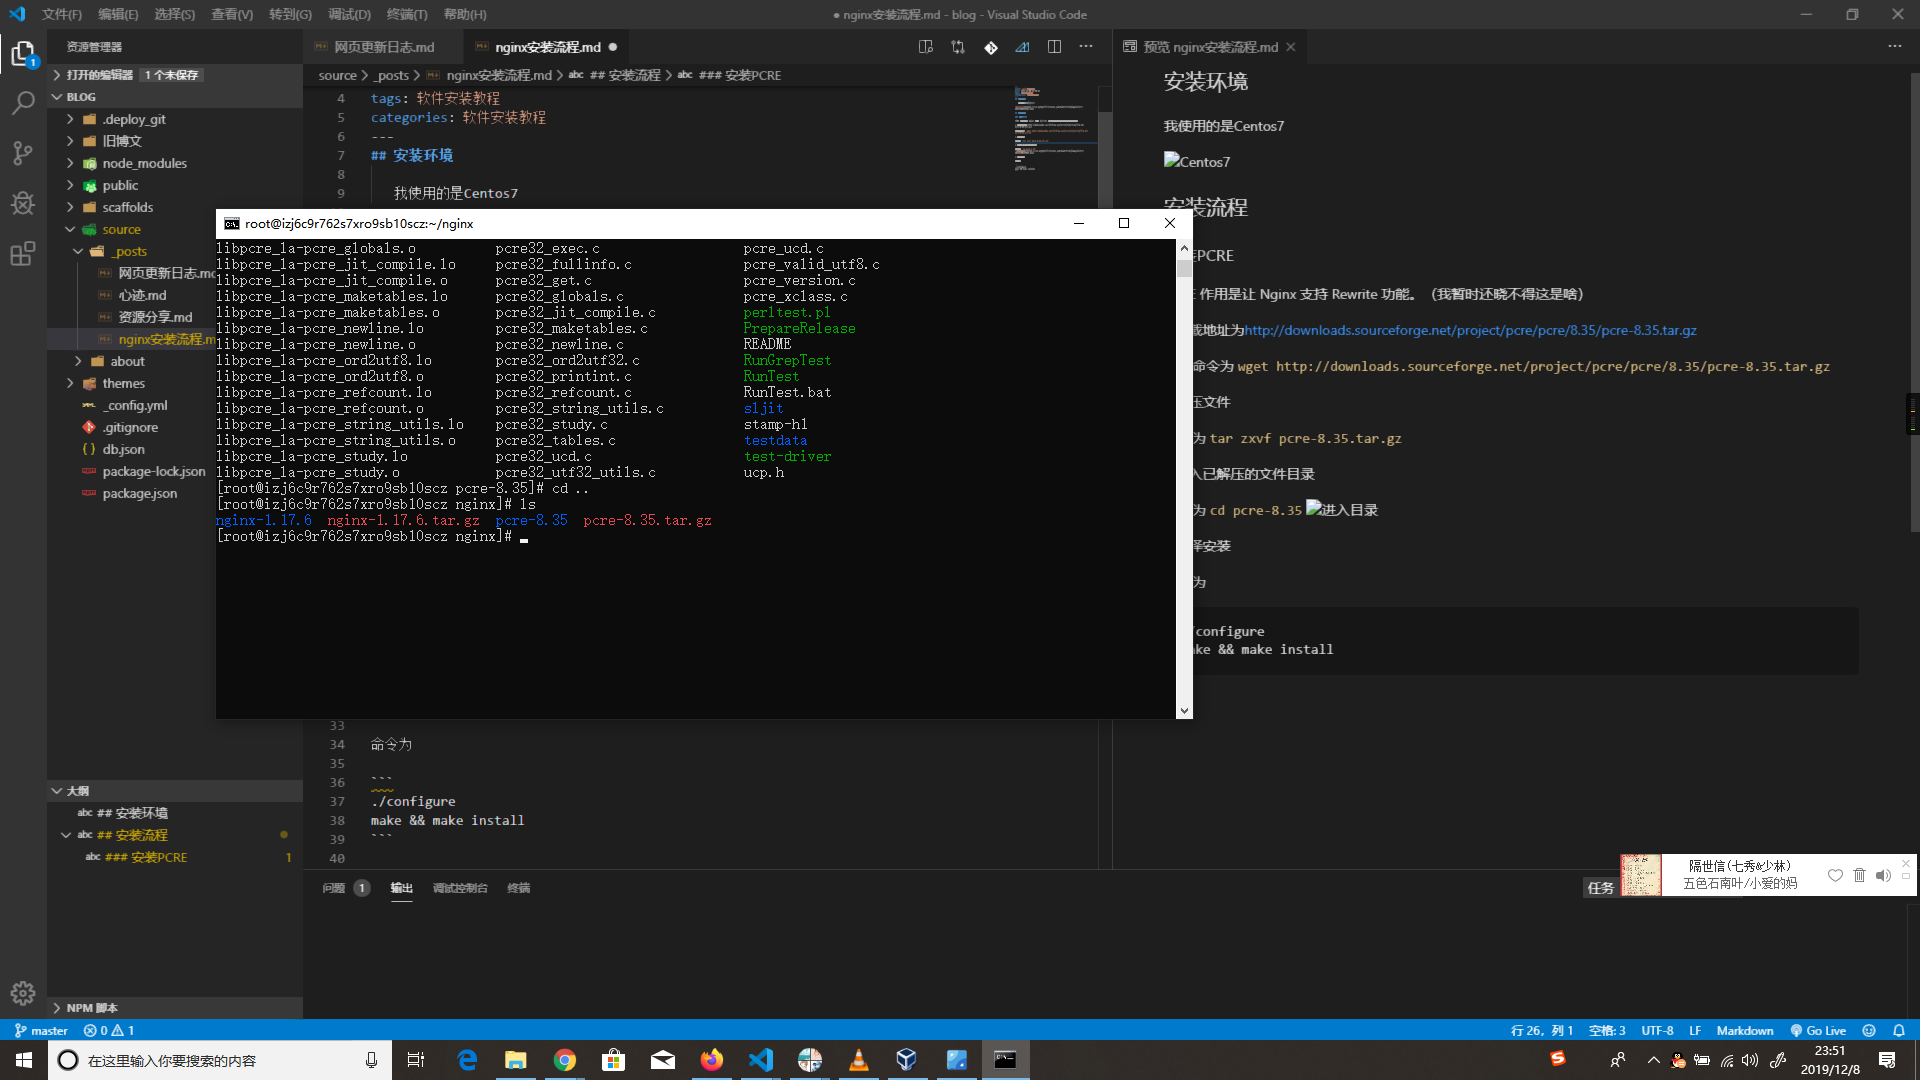 文件(F) 编辑(E) 选择(S) 查看(V) 转到(G) 调试(D) 终端(T) 帮助(H)
● nginx安装流程.md - blog - Visual Studio Code
资源管理器
打开的编辑器 1 个未保存
BLOG
.deploy_git
旧博文
node_modules
public
scaffolds
source
_posts
网页更新日志.md
心迹.md
资源分享.md
nginx安装流程.m
about
themes
_config.yml
.gitignore
db.json
package-lock.json
package.json
大纲
abc ## 安装环境
abc ## 安装流程
abc ### 安装PCRE 1
NPM 脚本
网页更新日志.md nginx安装流程.md ●
source > _posts > nginx安装流程.md > abc ## 安装流程 > abc ### 安装PCRE
4 tags: 软件安装教程
5 categories: 软件安装教程
6 ---
7 ## 安装环境
8
9 我使用的是Centos7
root@izj6c9r762s7xro9sb10scz:~/nginx
libpcre_la-pcre_globals.o pcre32_exec.c pcre_ucd.c
libpcre_la-pcre_jit_compile.lo pcre32_fullinfo.c pcre_valid_utf8.c
libpcre_la-pcre_jit_compile.o pcre32_get.c pcre_version.c
libpcre_la-pcre_maketables.lo pcre32_globals.c pcre_xclass.c
libpcre_la-pcre_maketables.o pcre32_jit_compile.c perltest.pl
libpcre_la-pcre_newline.lo pcre32_maketables.c PrepareRelease
libpcre_la-pcre_newline.o pcre32_newline.c README
libpcre_la-pcre_ord2utf8.lo pcre32_ord2utf32.c RunGrepTest
libpcre_la-pcre_ord2utf8.o pcre32_printint.c RunTest
libpcre_la-pcre_refcount.lo pcre32_refcount.c RunTest.bat
libpcre_la-pcre_refcount.o pcre32_string_utils.c sljit
libpcre_la-pcre_string_utils.lo pcre32_study.c stamp-h1
libpcre_la-pcre_string_utils.o pcre32_tables.c testdata
libpcre_la-pcre_study.lo pcre32_ucd.c test-driver
libpcre_la-pcre_study.o pcre32_utf32_utils.c ucp.h
[root@izj6c9r762s7xro9sb10scz pcre-8.35]# cd ..
[root@izj6c9r762s7xro9sb10scz nginx]# ls
nginx-1.17.6 nginx-1.17.6.tar.gz pcre-8.35 pcre-8.35.tar.gz
[root@izj6c9r762s7xro9sb10scz nginx]#
33
34 命令为
35
36 ```
37 ./configure
38 make && make install
39 ```
40
预览 nginx安装流程.md
安装环境
我使用的是Centos7
Centos7
安装流程
PCRE
作用是让 Nginx 支持 Rewrite 功能。（我暂时还晓不得这是啥）
地址为http://downloads.sourceforge.net/project/pcre/pcre/8.35/pcre-8.35.tar.gz
命令为 wget http://downloads.sourceforge.net/project/pcre/pcre/8.35/pcre-8.35.tar.gz
压文件
为 tar zxvf pcre-8.35.tar.gz
入已解压的文件目录
为 cd pcre-8.35 进入目录
译安装
为
/configure
ke && make install
问题 1 输出 调试控制台 终端
任务
隔世信(七秀&少林)
五色石南叶/小爱的妈
master 0 1
行 26，列 1 空格: 3 UTF-8 LF Markdown Go Live
在这里输入你要搜索的内容
23:51
2019/12/8